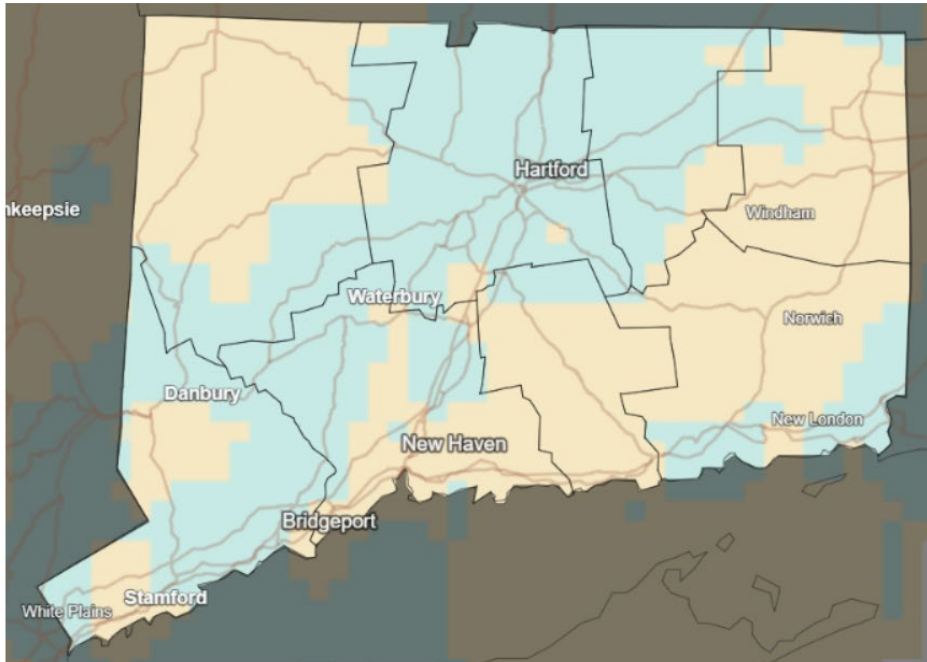 Hartford
nkeepsie
Windham
Waterbury
Norwich
Danbury
New London
New Haven
Bridgeport
Stamford
White Plains